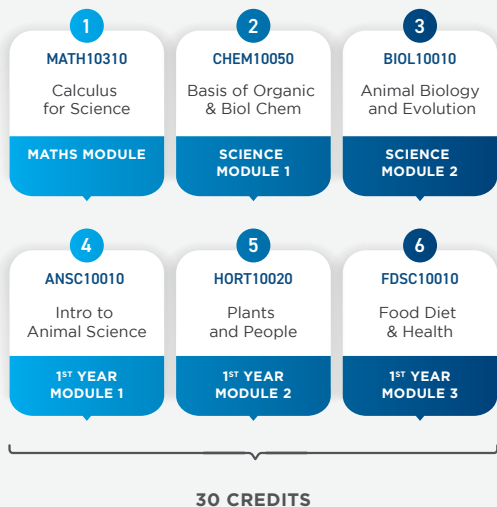 1
MATH10310
Calculus
for Science
MATHS MODULE
2
CHEM10050
Basis of Organic
& Biol Chem
SCIENCE
MODULE 1
3
BIOL10010
Animal Biology
and Evolution
SCIENCE
MODULE 2
4
ANSC10010
Intro to
Animal Science
1ST YEAR
MODULE 1
5
HORT10020
Plants
and People
1ST YEAR
MODULE 2
6
FDSC10010
Food Diet
& Health
1ST YEAR
MODULE 3
30 CREDITS